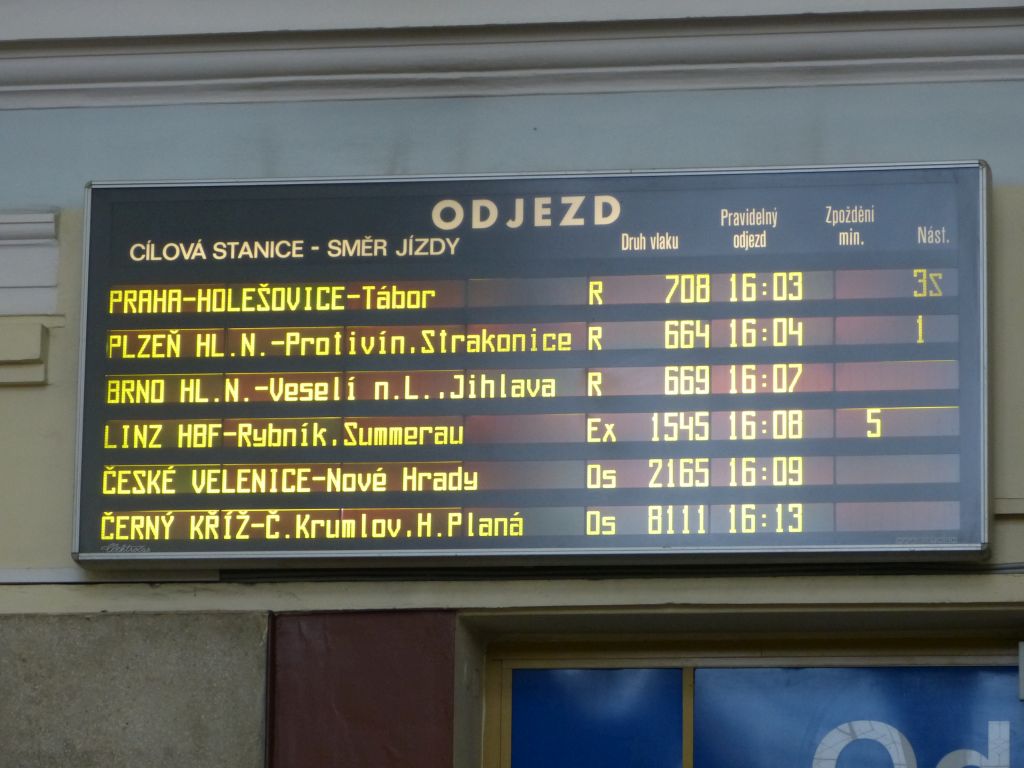 ODJEZD
CÍLOVÁ STANICE - SMĚR JÍZDY Druh vlaku Pravidelný odjezd Zpoždění min. Nást.
PRAHA-HOLEŠOVICE-Tábor R 708 16:03 3S
PLZEŇ HL.N.-Protivín,Strakonice R 664 16:04 1
BRNO HL.N.-Veselí n.L.,Jihlava R 669 16:07
LINZ HBF-Rybník,Summerau Ex 1545 16:08 5
ČESKÉ VELENICE-Nové Hrady Os 2165 16:09
ČERNÝ KŘÍŽ-Č.Krumlov,H.Planá Os 8111 16:13
Od